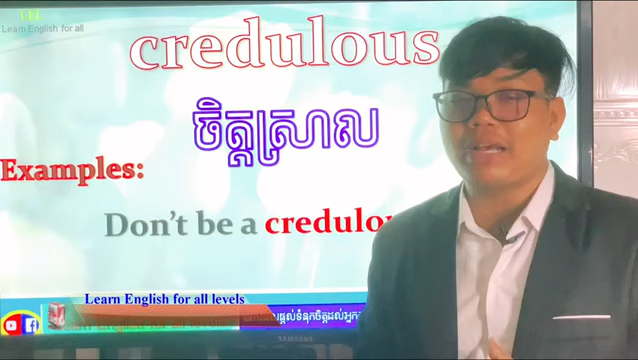 Learn English for all
credulous
ចិត្តស្រាល
Examples:
Don't be a credulou
Learn English for all levels
SAMSUNG